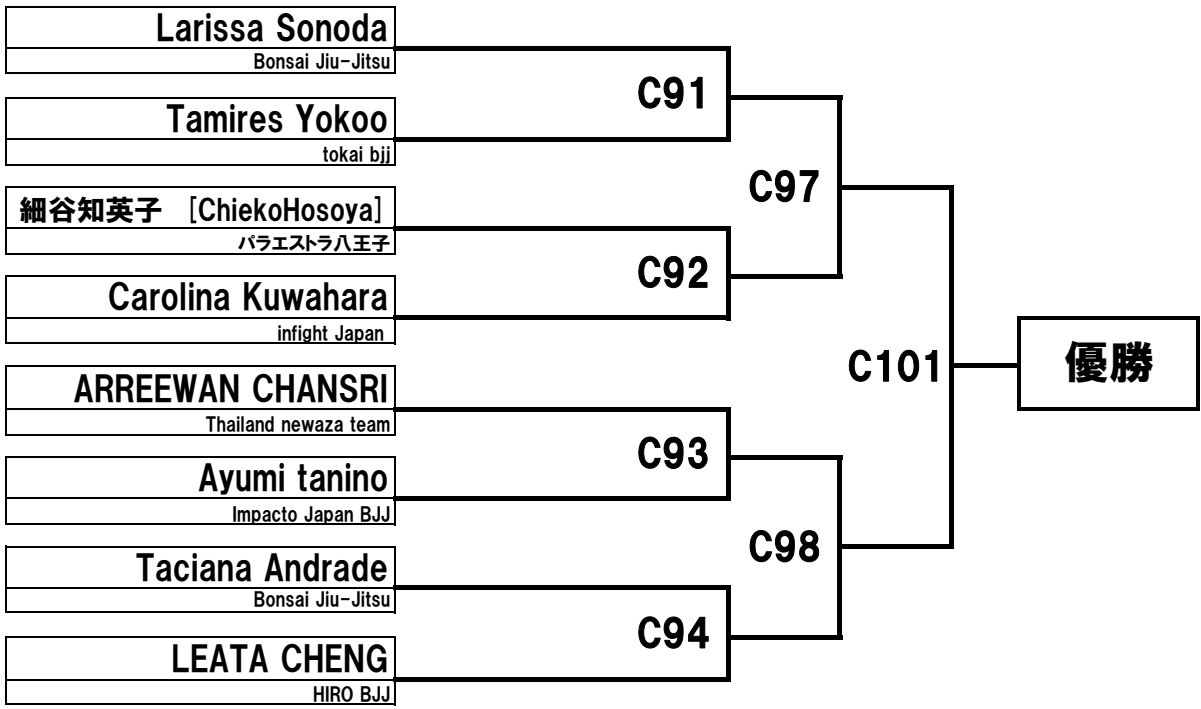 Larissa Sonoda
Bonsai Jiu-Jitsu
C91
Tamires Yokoo
tokai bjj
C97
細谷知英子　[ChiekoHosoya]
パラエストラ八王子
C92
Carolina Kuwahara
infight Japan
C101
優勝
ARREEWAN CHANSRI
Thailand newaza team
C93
Ayumi tanino
Impacto Japan BJJ
C98
Taciana Andrade
Bonsai Jiu-Jitsu
C94
LEATA CHENG
HIRO BJJ